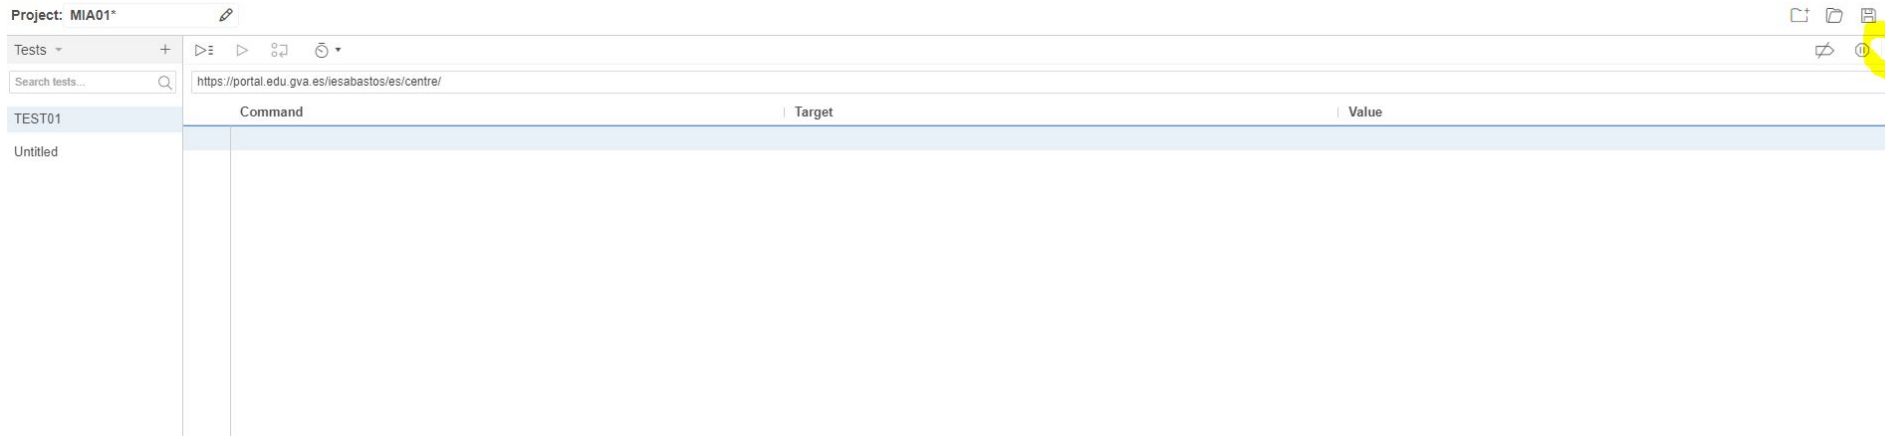 Project: MIA01*
Tests
Search tests...
https://portal.edu.gva.es/iesabastos/es/centre/
Command Target Value
TEST01
Untitled